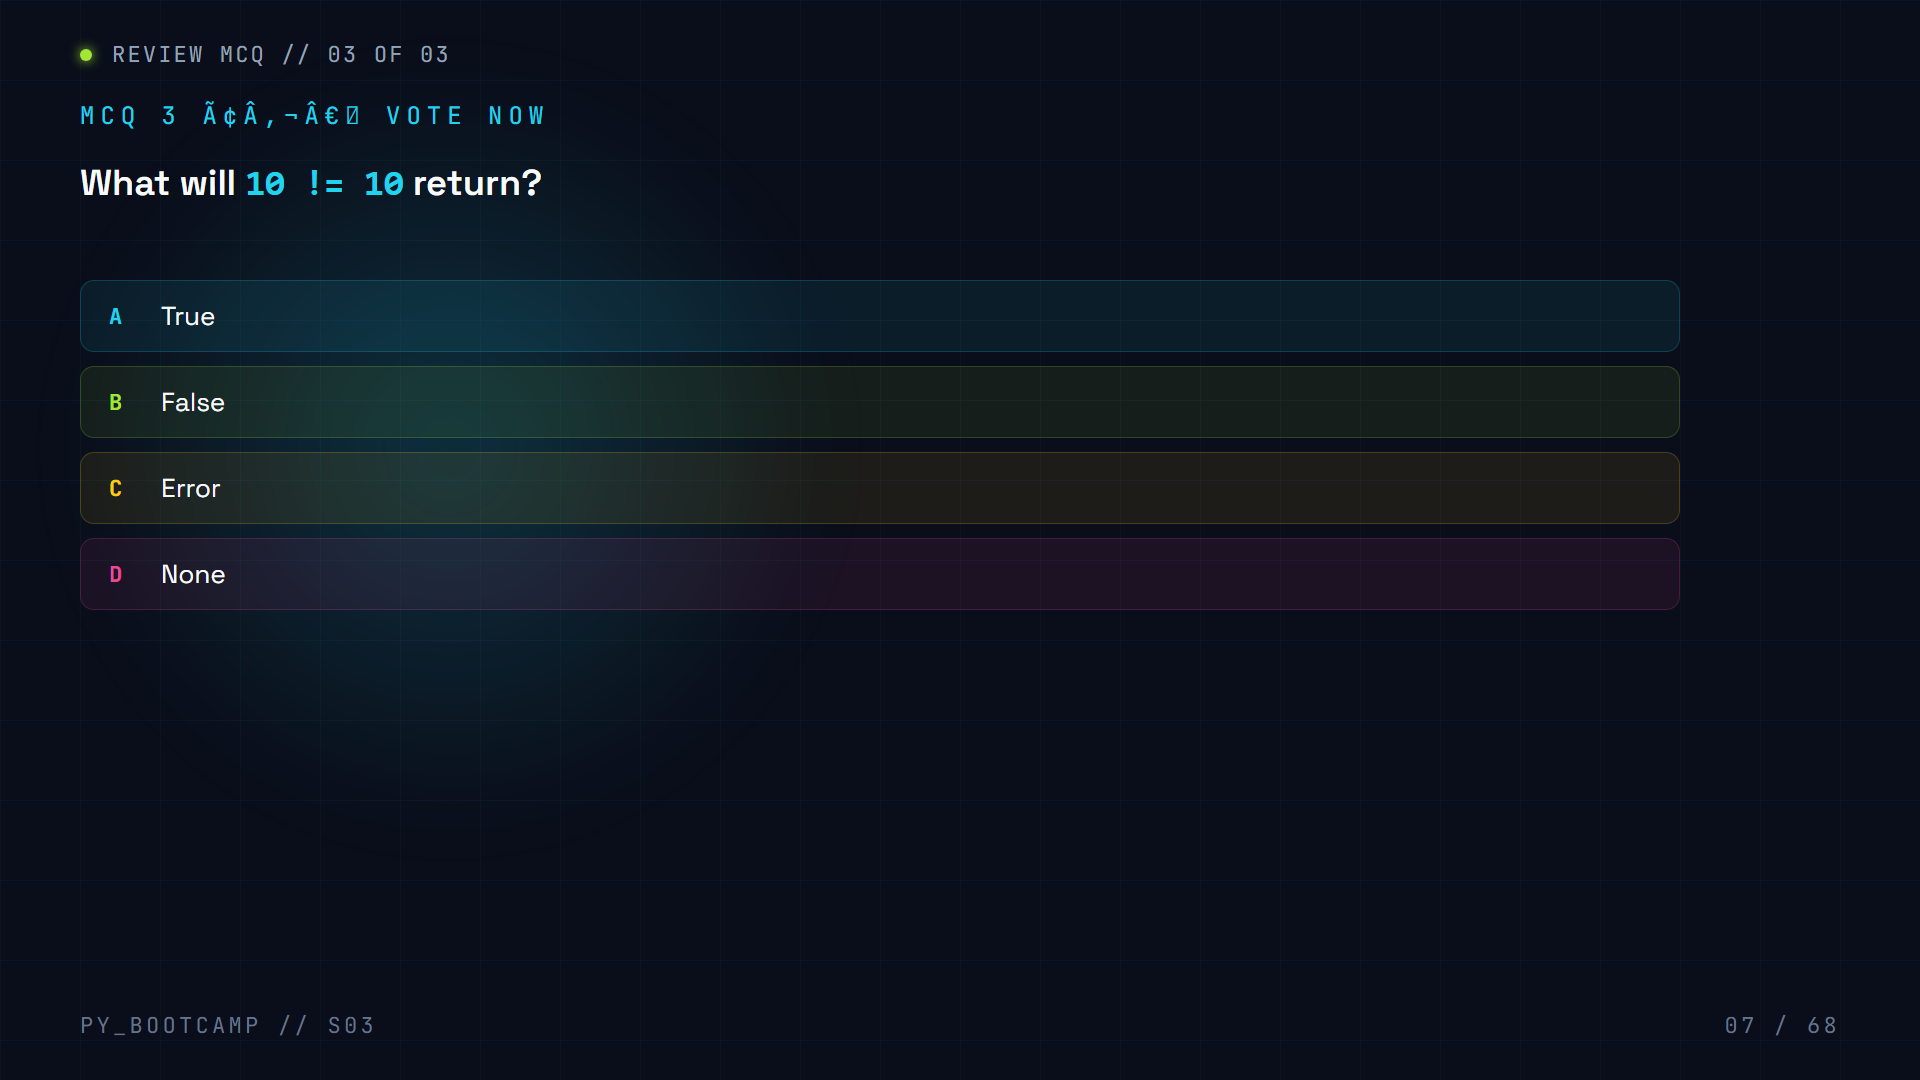 REVIEW MCQ // 03 OF 03
MCQ 3 Ã¢Â‚¬Â€ VOTE NOW
What will 10 != 10 return?
A True
B False
C Error
D None
PY_BOOTCAMP // S03
07 / 68